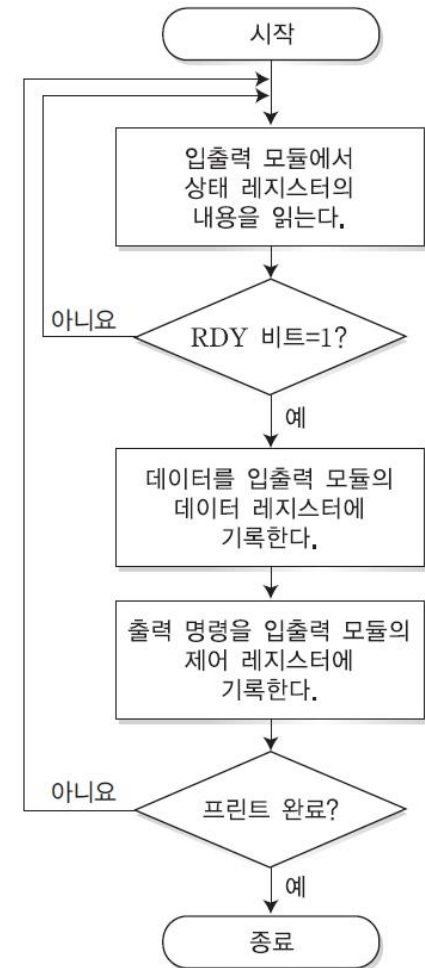 시작
입출력 모듈에서
상태 레지스터의
내용을 읽는다.
아니요
RDY 비트=1?
예
데이터를 입출력 모듈의
데이터 레지스터에
기록한다.
출력 명령을 입출력 모듈의
제어 레지스터에
기록한다.
아니요
프린트 완료?
예
종료